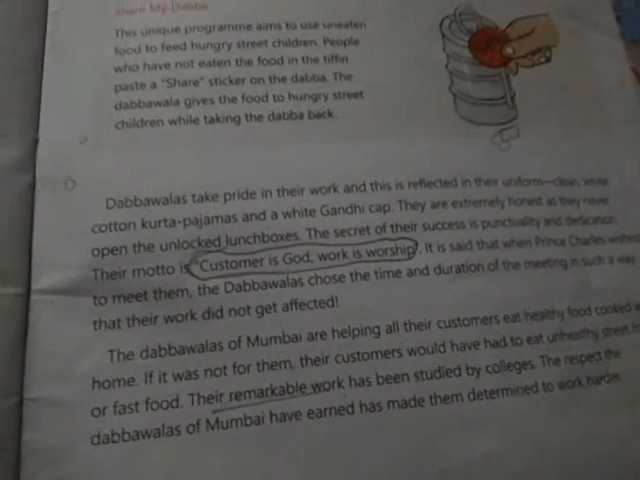 Share My Dabba
This unique programme aims to use uneaten
food to feed hungry street children. People
who have not eaten the food in the tiffin
paste a "Share" sticker on the dabba. The
dabbawala gives the food to hungry street
children while taking the dabba back.
Dabbawalas take pride in their work and this is reflected in their uniform—clean, white
cotton kurta-pajamas and a white Gandhi cap. They are extremely honest as they never
open the unlocked lunchboxes. The secret of their success is punctuality and dedication.
Their motto is "Customer is God; work is worship". It is said that when Prince Charles wished
to meet them, the Dabbawalas chose the time and duration of the meeting in such a way
that their work did not get affected!
The dabbawalas of Mumbai are helping all their customers eat healthy food cooked a
home. If it was not for them, their customers would have had to eat unhealthy street
or fast food. Their remarkable work has been studied by colleges. The respect the
dabbawalas of Mumbai have earned has made them determined to work harder.